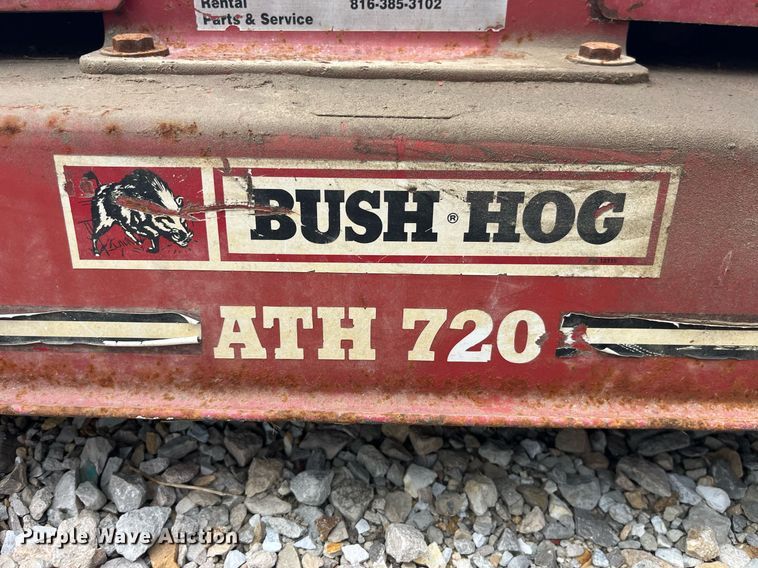 Rental 816-385-3102
Parts & Service
BUSH HOG
®
ATH 720
Purple Wave Auction